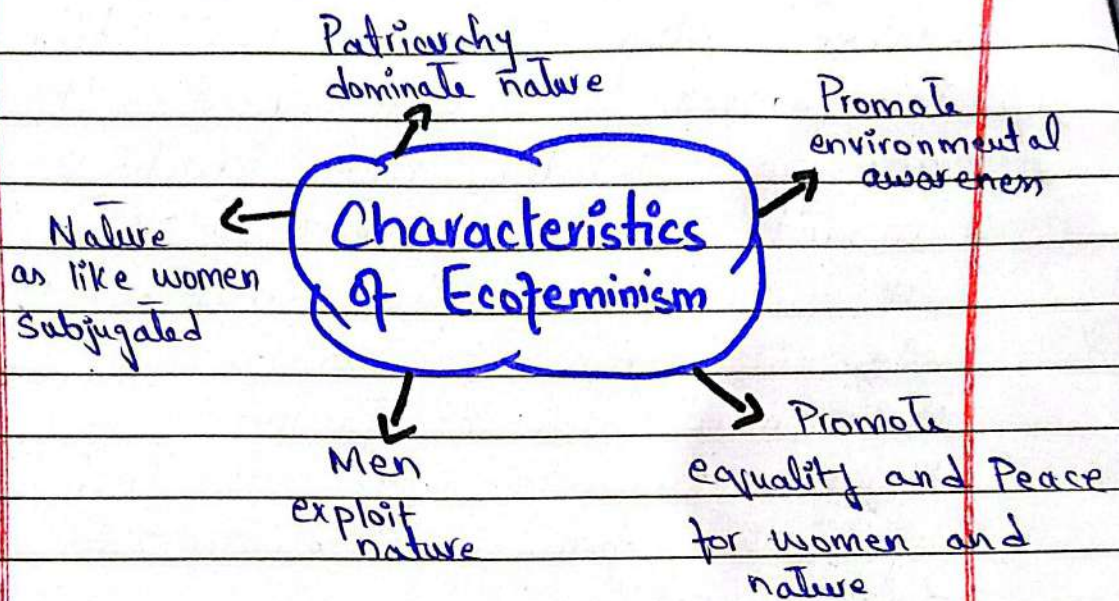 Patriarchy
dominate nature
Promote
environmental
awareness
Characteristics
of Ecofeminism
Nature
as like women
subjugated
Men
exploit
nature
Promote
equality and Peace
for women and
nature